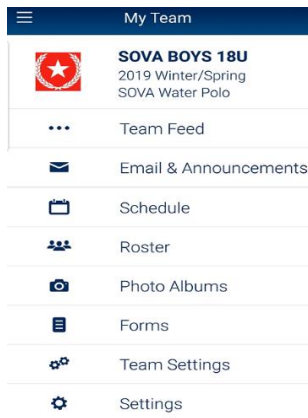 My Team
SOVA BOYS 18U
2019 Winter/Spring
SOVA Water Polo
Team Feed
Email & Announcements
Schedule
Roster
Photo Albums
Forms
Team Settings
Settings